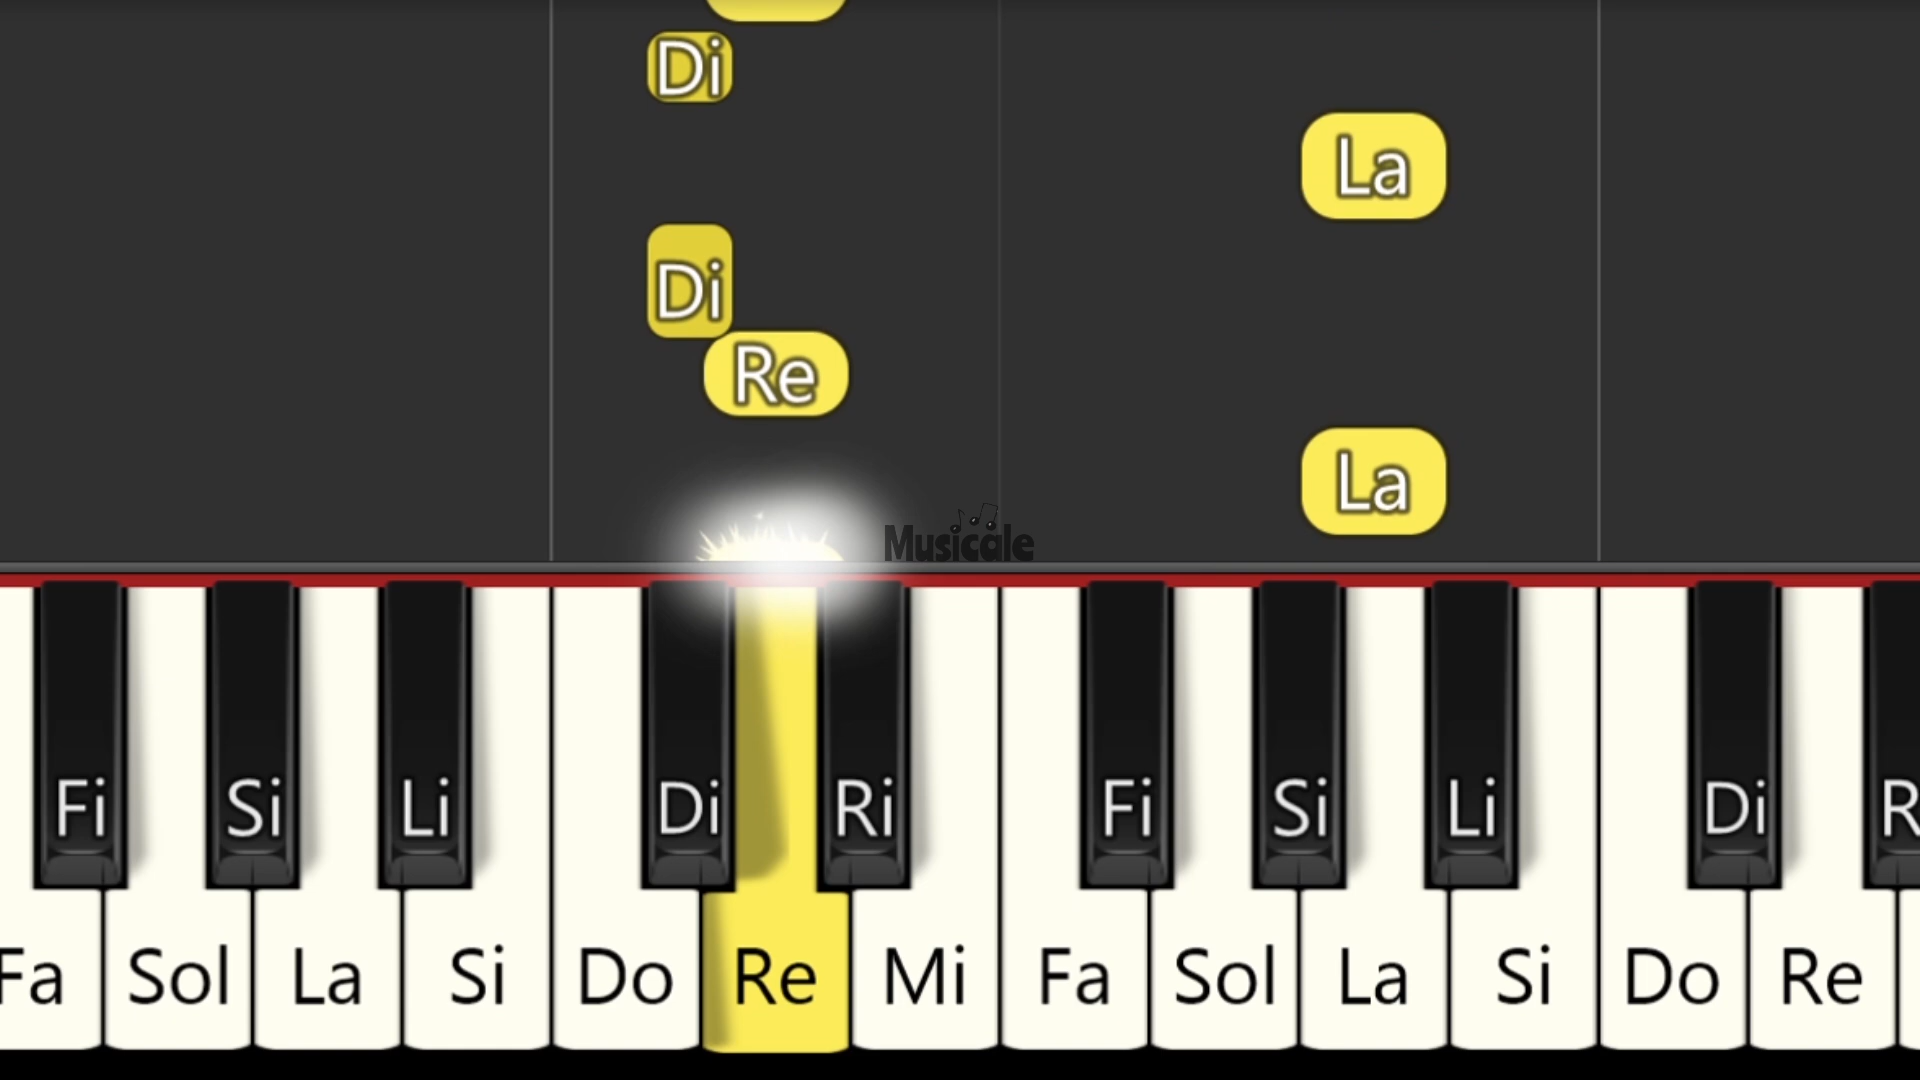 Di
La
Di
Re
La
Musicale
Fi Si Li Di Ri Fi Si Li Di R
Fa Sol La Si Do Re Mi Fa Sol La Si Do Re